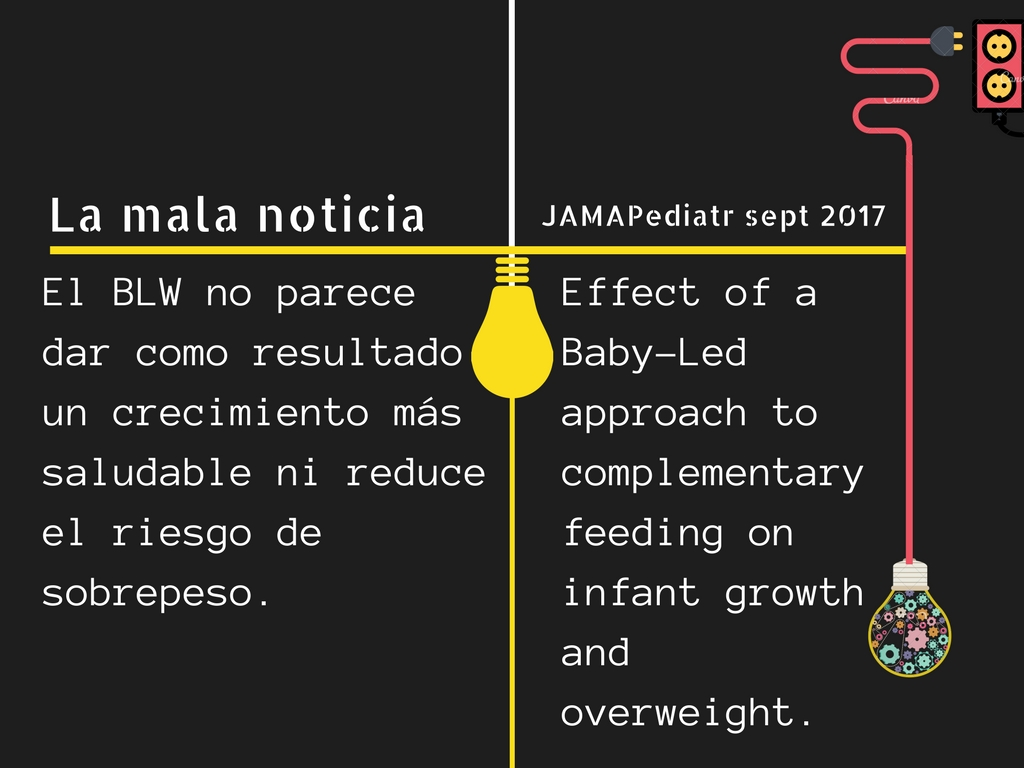 La mala noticia
El BLW no parece
dar como resultado
un crecimiento más
saludable ni reduce
el riesgo de
sobrepeso.
JAMAPediatr sept 2017
Effect of a
Baby-Led
approach to
complementary
feeding on
infant growth
and
overweight.
Canva